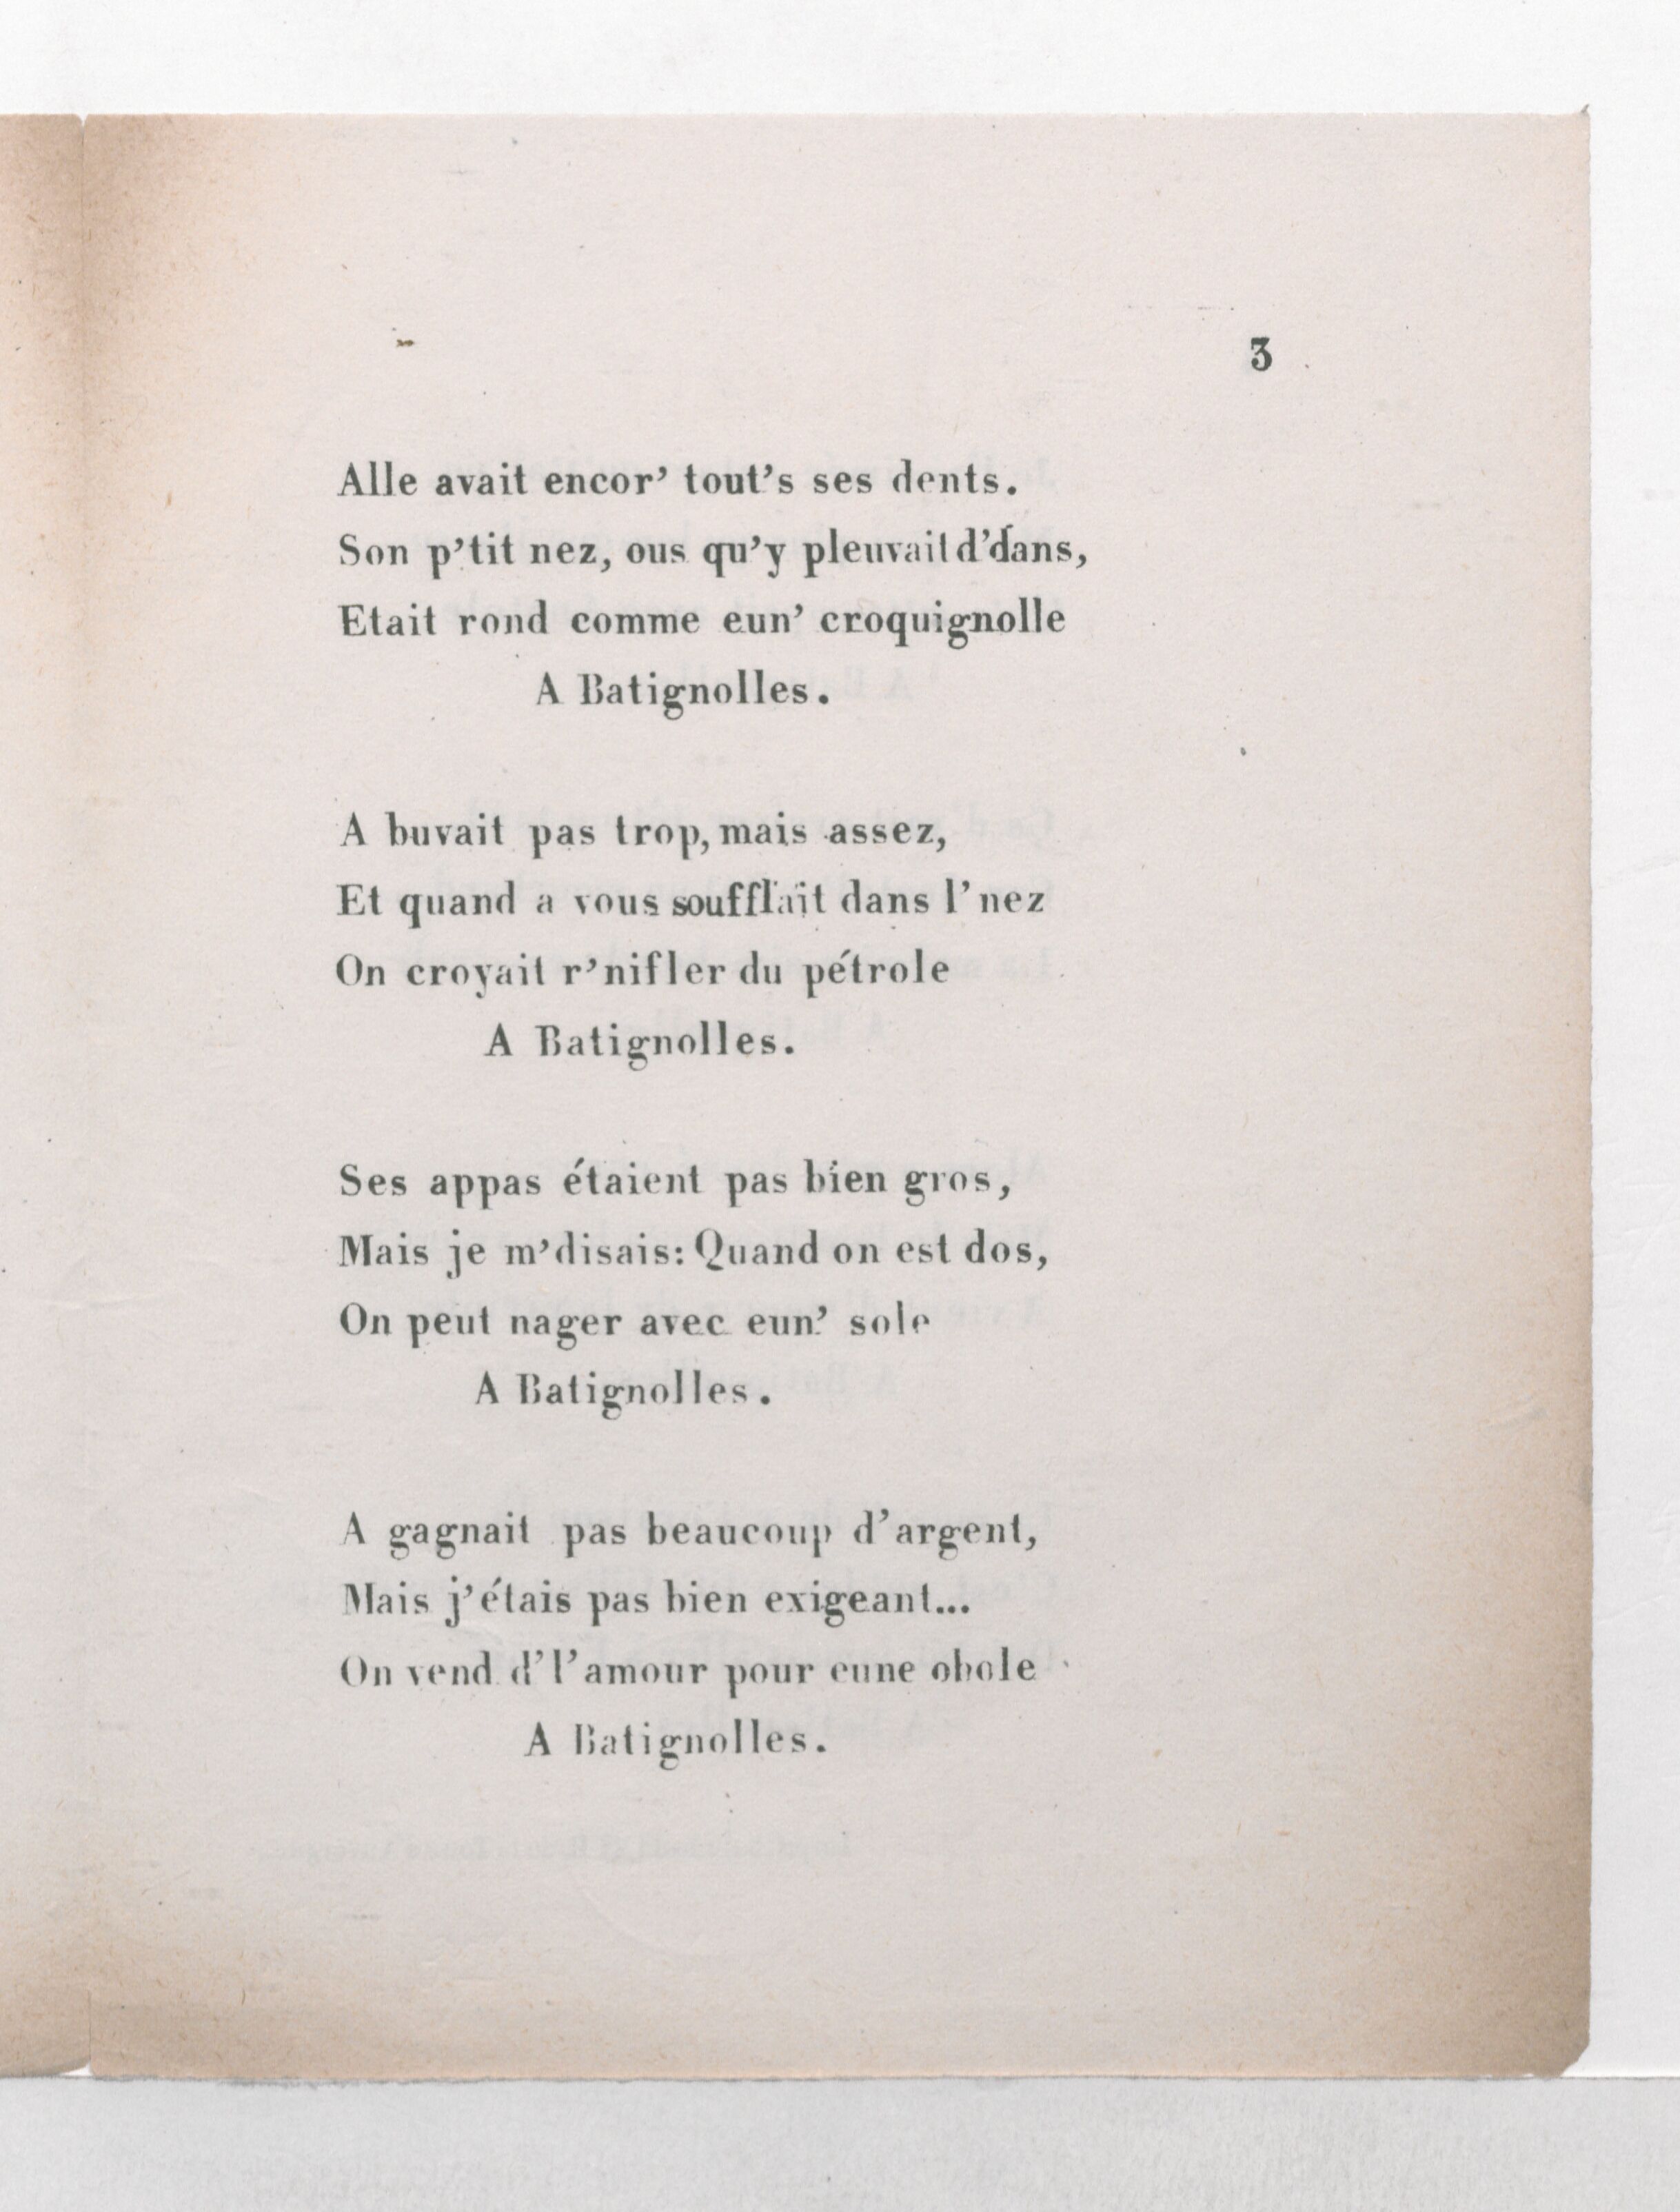 3
Alle avait encor' tout's ses dents.
Son p'tit nez, ous qu'y pleuvait d'dans,
Etait rond comme eun' croquignolle
A Batignolles.
A buvait pas trop, mais assez,
Et quand a vous soufflait dans l'nez
On croyait r'nifler du pétrole
A Batignolles.
Ses appas étaient pas bien gros,
Mais je m'disais: Quand on est dos,
On peut nager avec eun' sole
A Batignolles.
A gagnait pas beaucoup d'argent,
Mais j'étais pas bien exigeant...
On vend d'l'amour pour eune obole
A Batignolles.